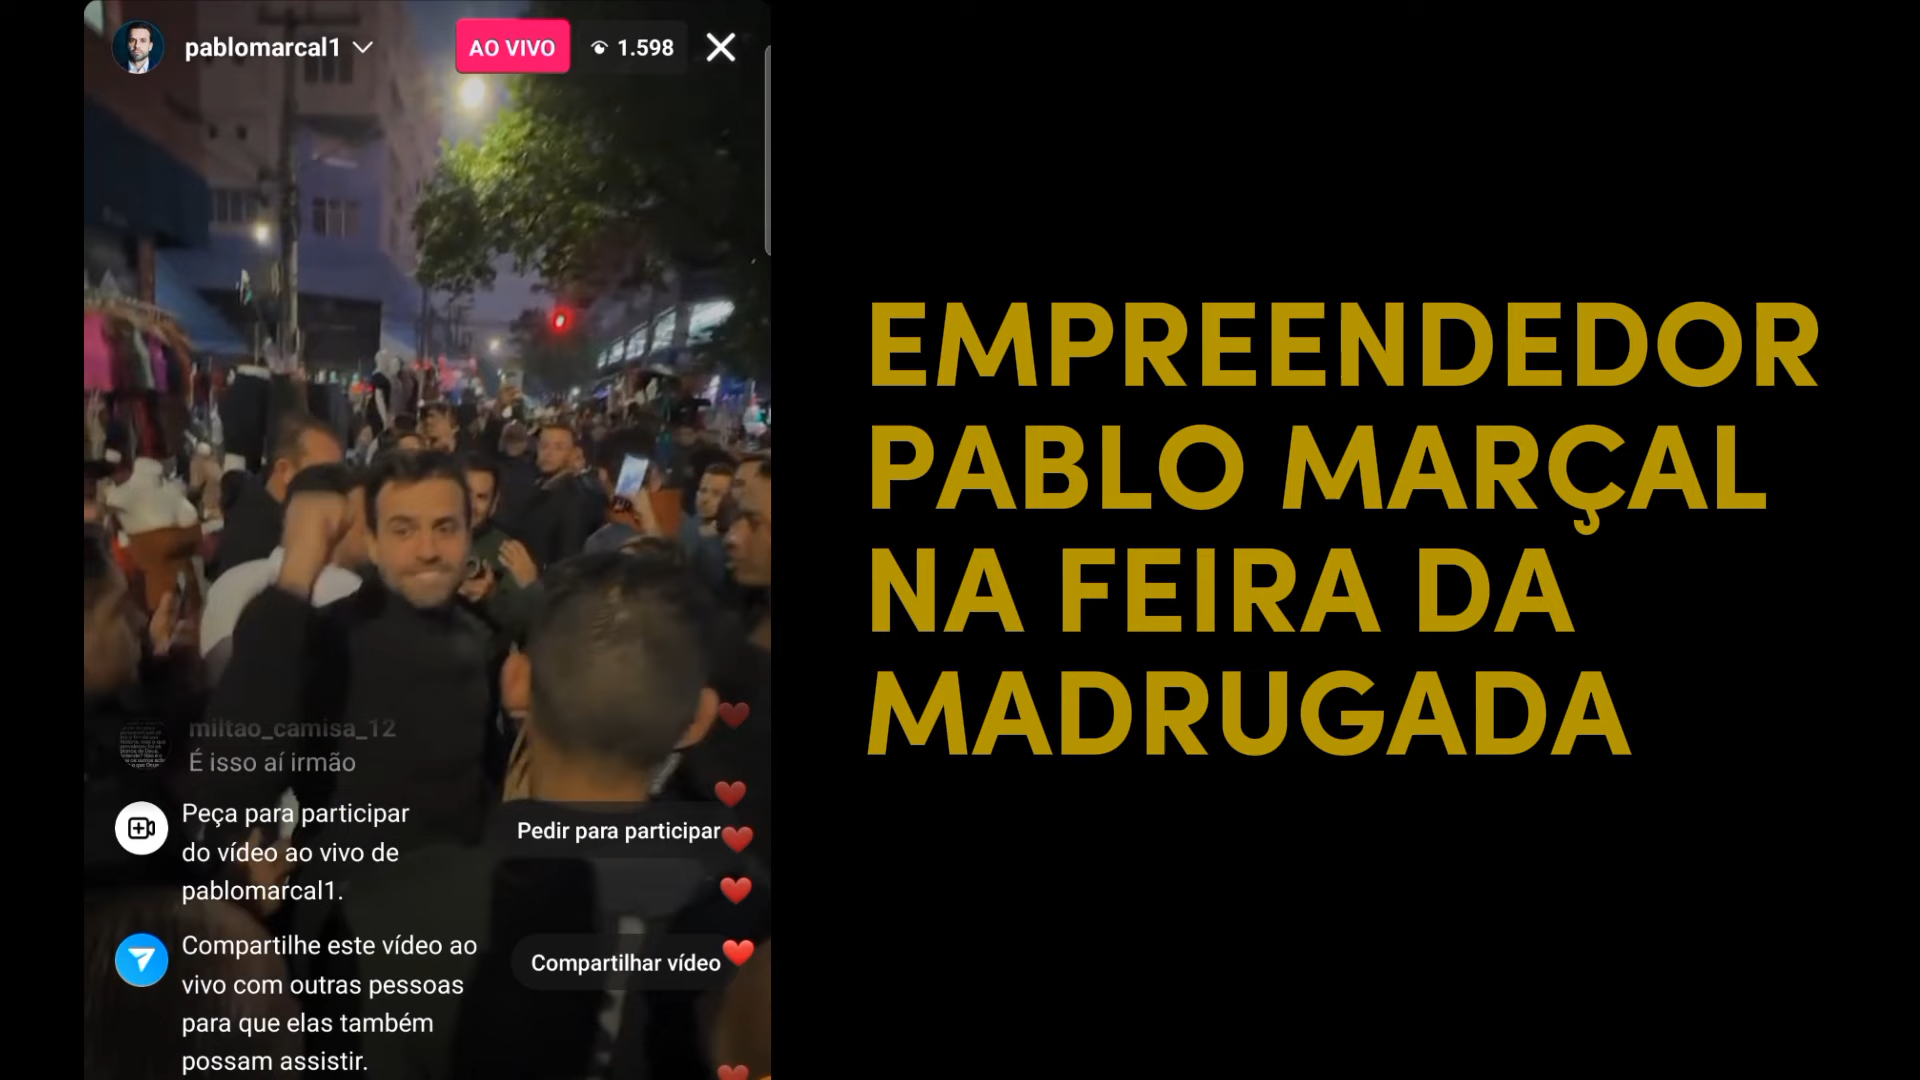 pablomarcal1
AO VIVO
1.598
miltao_camisa_12
É isso aí irmão
Peça para participar
do vídeo ao vivo de
pablomarcal1.
Pedir para participar
Compartilhe este vídeo ao
vivo com outras pessoas
para que elas também
possam assistir.
Compartilhar vídeo
EMPREENDEDOR
PABLO MARÇAL
NA FEIRA DA
MADRUGADA